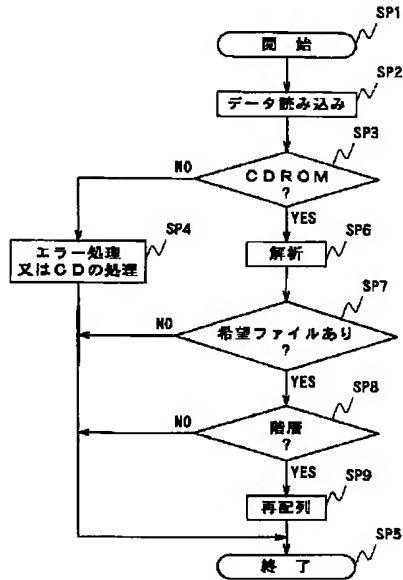 SP1
開 始
SP2
データ読み込み
SP3
CDROM
?
NO
YES
SP4
エラー処理
又はCDの処理
SP6
解析
SP7
希望ファイルあり
?
NO
YES
SP8
階層
?
NO
YES
SP9
再配列
SP5
終 了